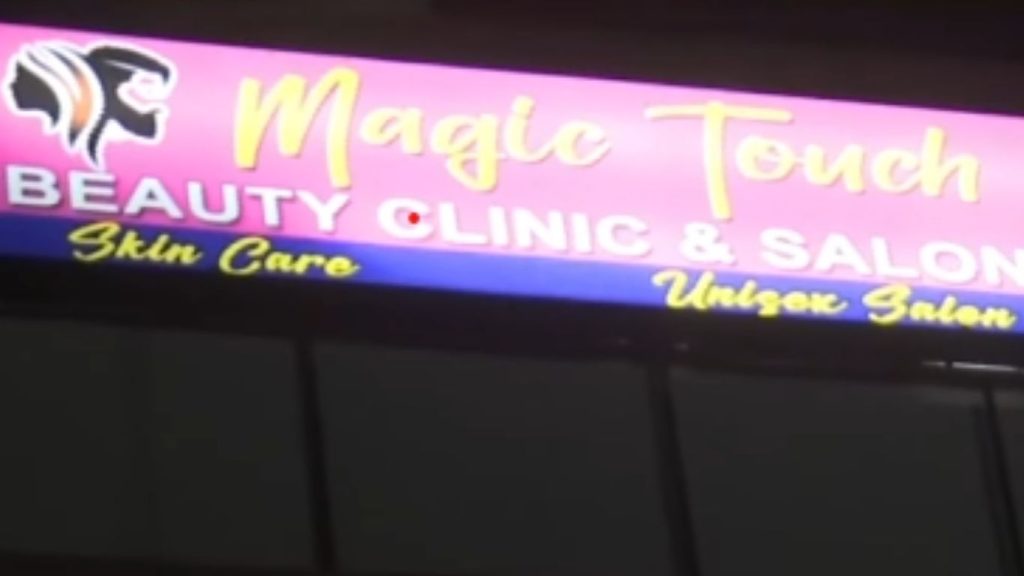 Magic Touch
BEAUTY CLINIC & SALON
Skin Care
Unisex Salon